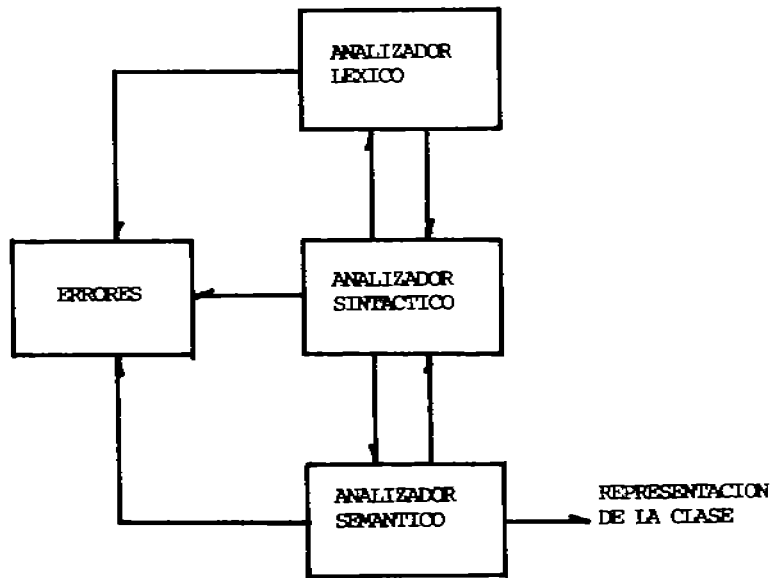 ANALIZADOR
LEXICO
ERRORES
ANALIZADOR
SINTACTICO
ANALIZADOR
SEMANTICO
REPRESENTACION
DE LA CLASE